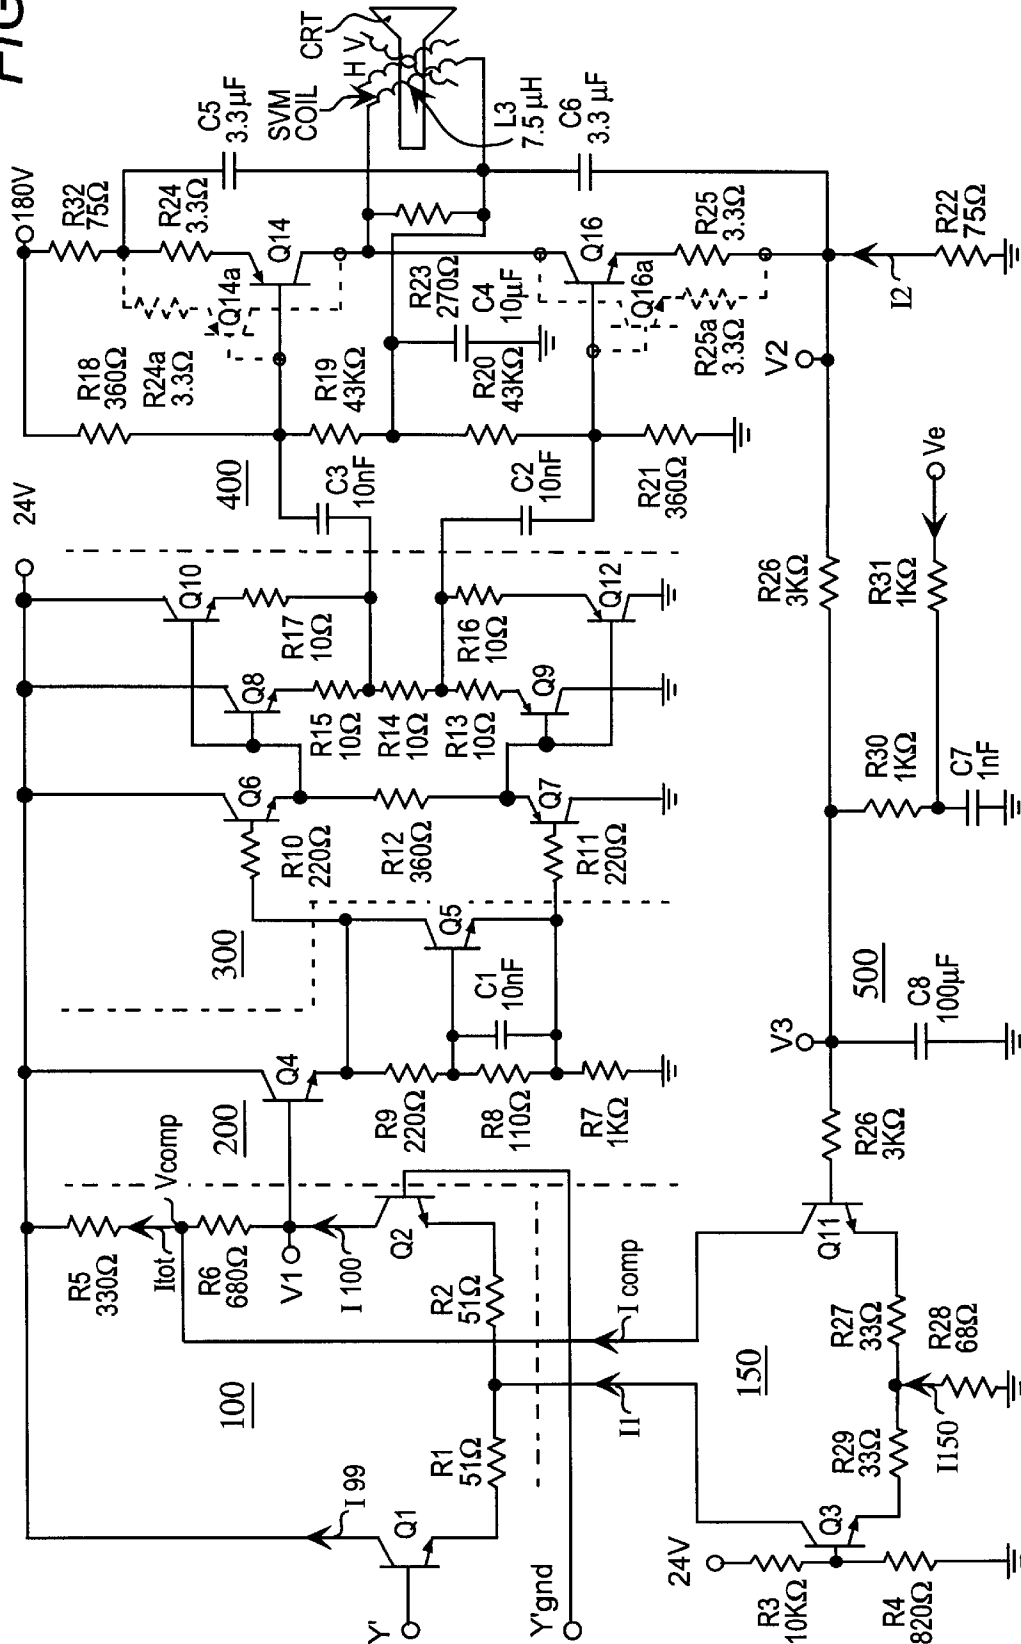 FIG
180V
24V
R32
75Ω
R24
3.3Ω
C5
3.3µF
SVM
COIL
H V
CRT
L3
7.5 µH
C6
3.3 µF
R18
360Ω
R24a
3.3Ω
Q14a
Q14
R23
270Ω
C4
10µF
R19
43KΩ
R20
43KΩ
Q16
Q16a
R25
3.3Ω
R25a
3.3Ω
R21
360Ω
R22
75Ω
I2
V2
400
C3
10nF
C2
10nF
Q10
R17
10Ω
R16
10Ω
Q12
Q8
R15
10Ω
R14
10Ω
R13
10Ω
Q9
Q6
R10
220Ω
R12
360Ω
Q7
R11
220Ω
300
Q5
C1
10nF
Q4
R9
220Ω
R8
110Ω
R7
1KΩ
200
Vcomp
R5
330Ω
Itot
R6
680Ω
V1
I 100
Q2
R2
51Ω
100
R1
51Ω
I 99
Q1
Y'
Y'gnd
I comp
I1
150
Ve
R26
3KΩ
R31
1KΩ
R30
1KΩ
C7
1nF
500
V3
C8
100µF
R26
3KΩ
Q11
R27
33Ω
R28
68Ω
R29
33Ω
I150
Q3
24V
R3
10KΩ
R4
820Ω